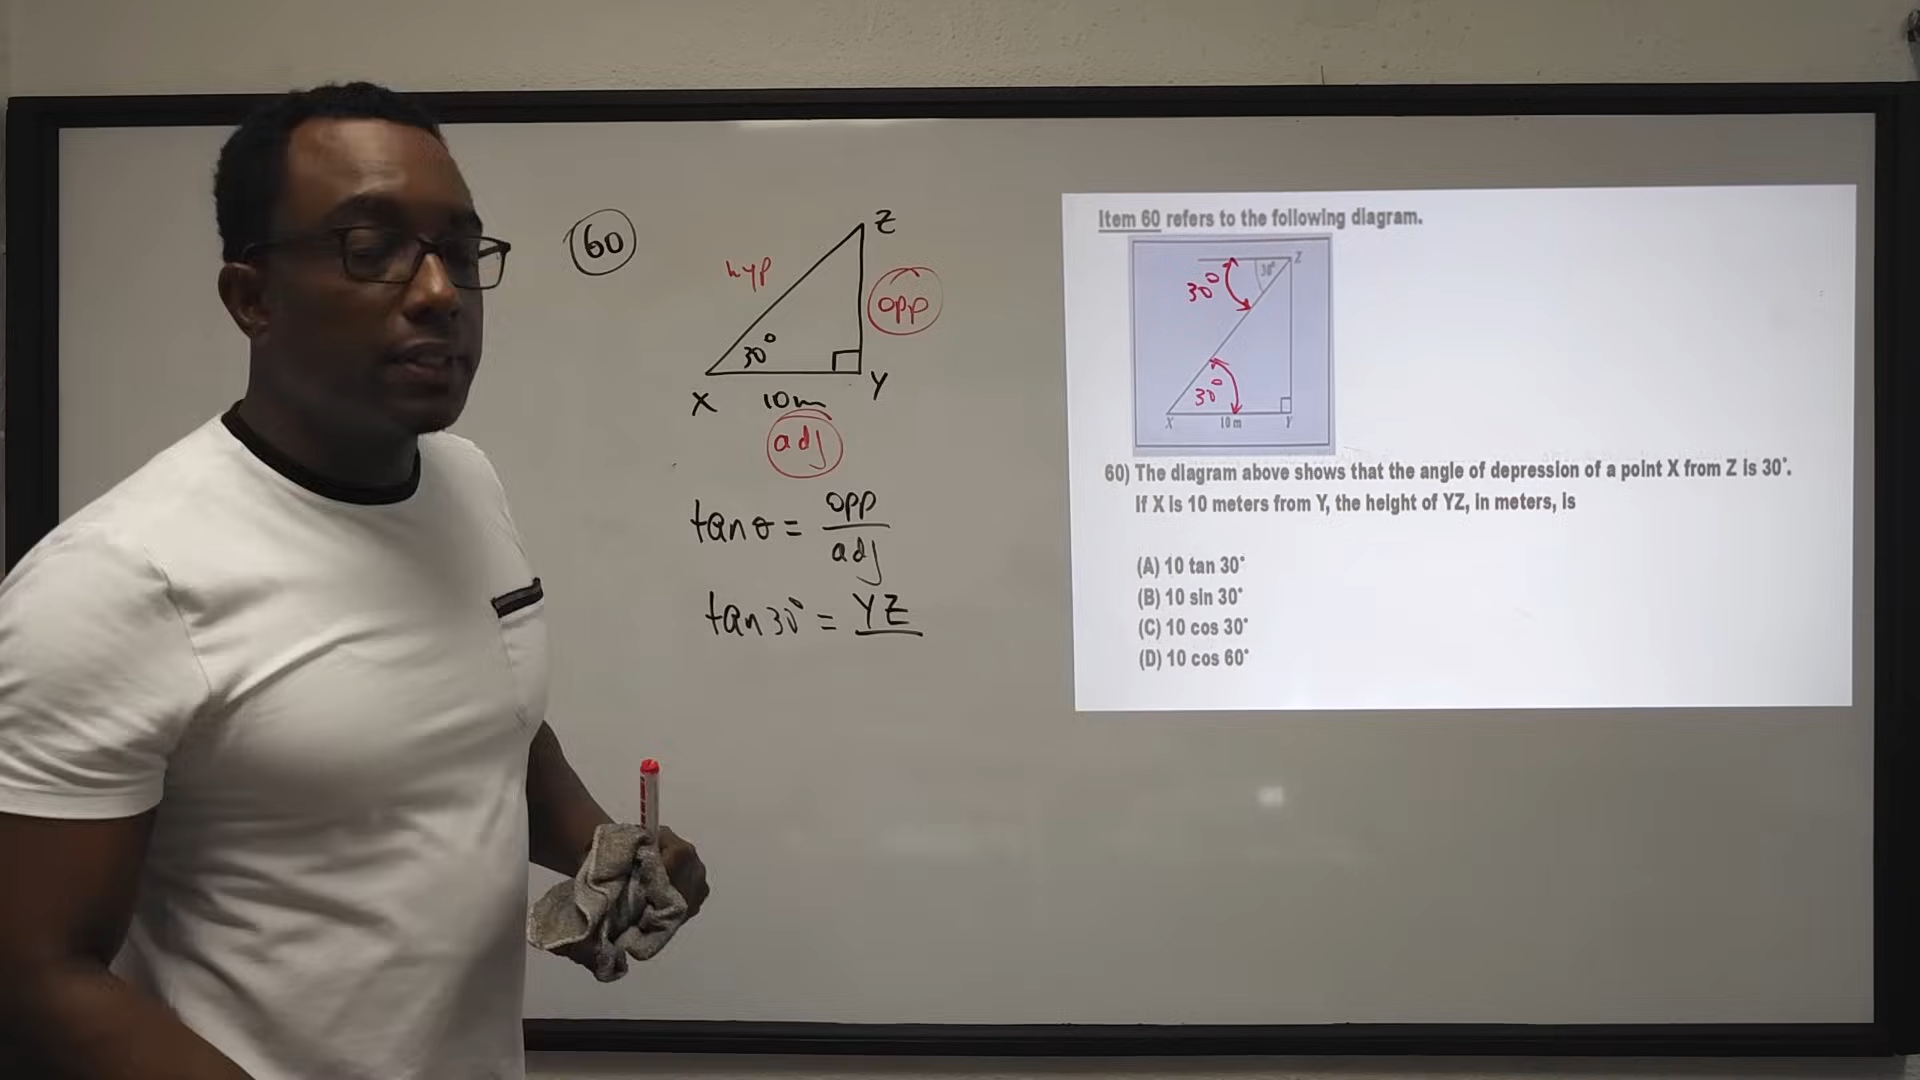 60
Z
hyp
opp
30°
X
10m
Y
adj
tan θ = opp
adj
tan 30° = YZ
Item 60 refers to the following diagram.
Z
30°
30°
30°
X
10 m
Y
60) The diagram above shows that the angle of depression of a point X from Z is 30°.
If X is 10 meters from Y, the height of YZ, in meters, is
(A) 10 tan 30°
(B) 10 sin 30°
(C) 10 cos 30°
(D) 10 cos 60°